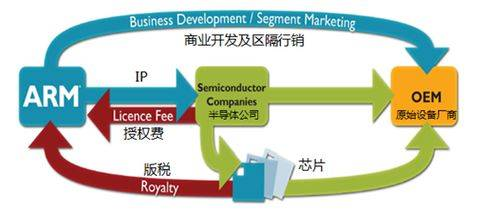 Business Development / Segment Marketing
商业开发及区隔行销
IP
ARM
Semiconductor
Companies
半导体公司
OEM
原始设备厂商
Licence Fee
授权费
版税
Royalty
芯片